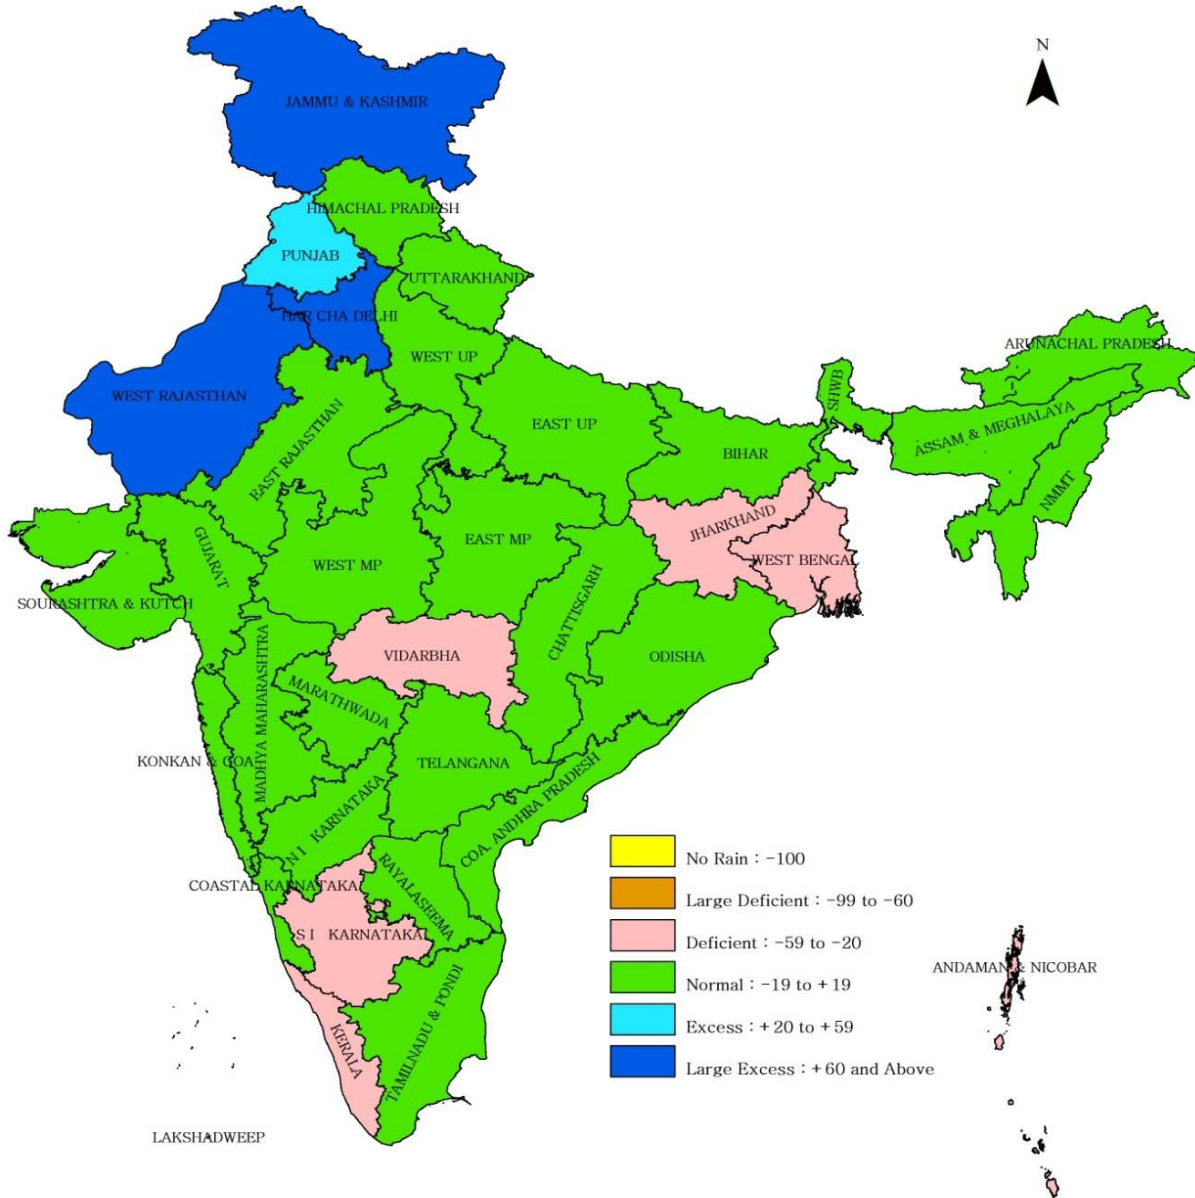 N
JAMMU & KASHMIR
HIMACHAL PRADESH
PUNJAB
UTTARAKHAND
HAR CHA DELHI
WEST UP
ARUNACHAL PRADESH
WEST RAJASTHAN
SHWB
EAST RAJASTHAN
EAST UP
ASSAM & MEGHALAYA
BIHAR
NMMT
JHARKHAND
GUJARAT
WEST MP
EAST MP
WEST BENGAL
SOURASHTRA & KUTCH
CHATTISGARH
VIDARBHA
ODISHA
MADHYA MAHARASHTRA
MARATHWADA
KONKAN & GOA
TELANGANA
COA. ANDHRA PRADESH
N I KARNATAKA
COASTAL KARNATAKA
RAYALASEEMA
S I KARNATAKA
ANDAMAN & NICOBAR
KERALA
TAMILNADU & PONDI
LAKSHADWEEP
No Rain : -100
Large Deficient : -99 to -60
Deficient : -59 to -20
Normal : -19 to +19
Excess : +20 to +59
Large Excess : +60 and Above